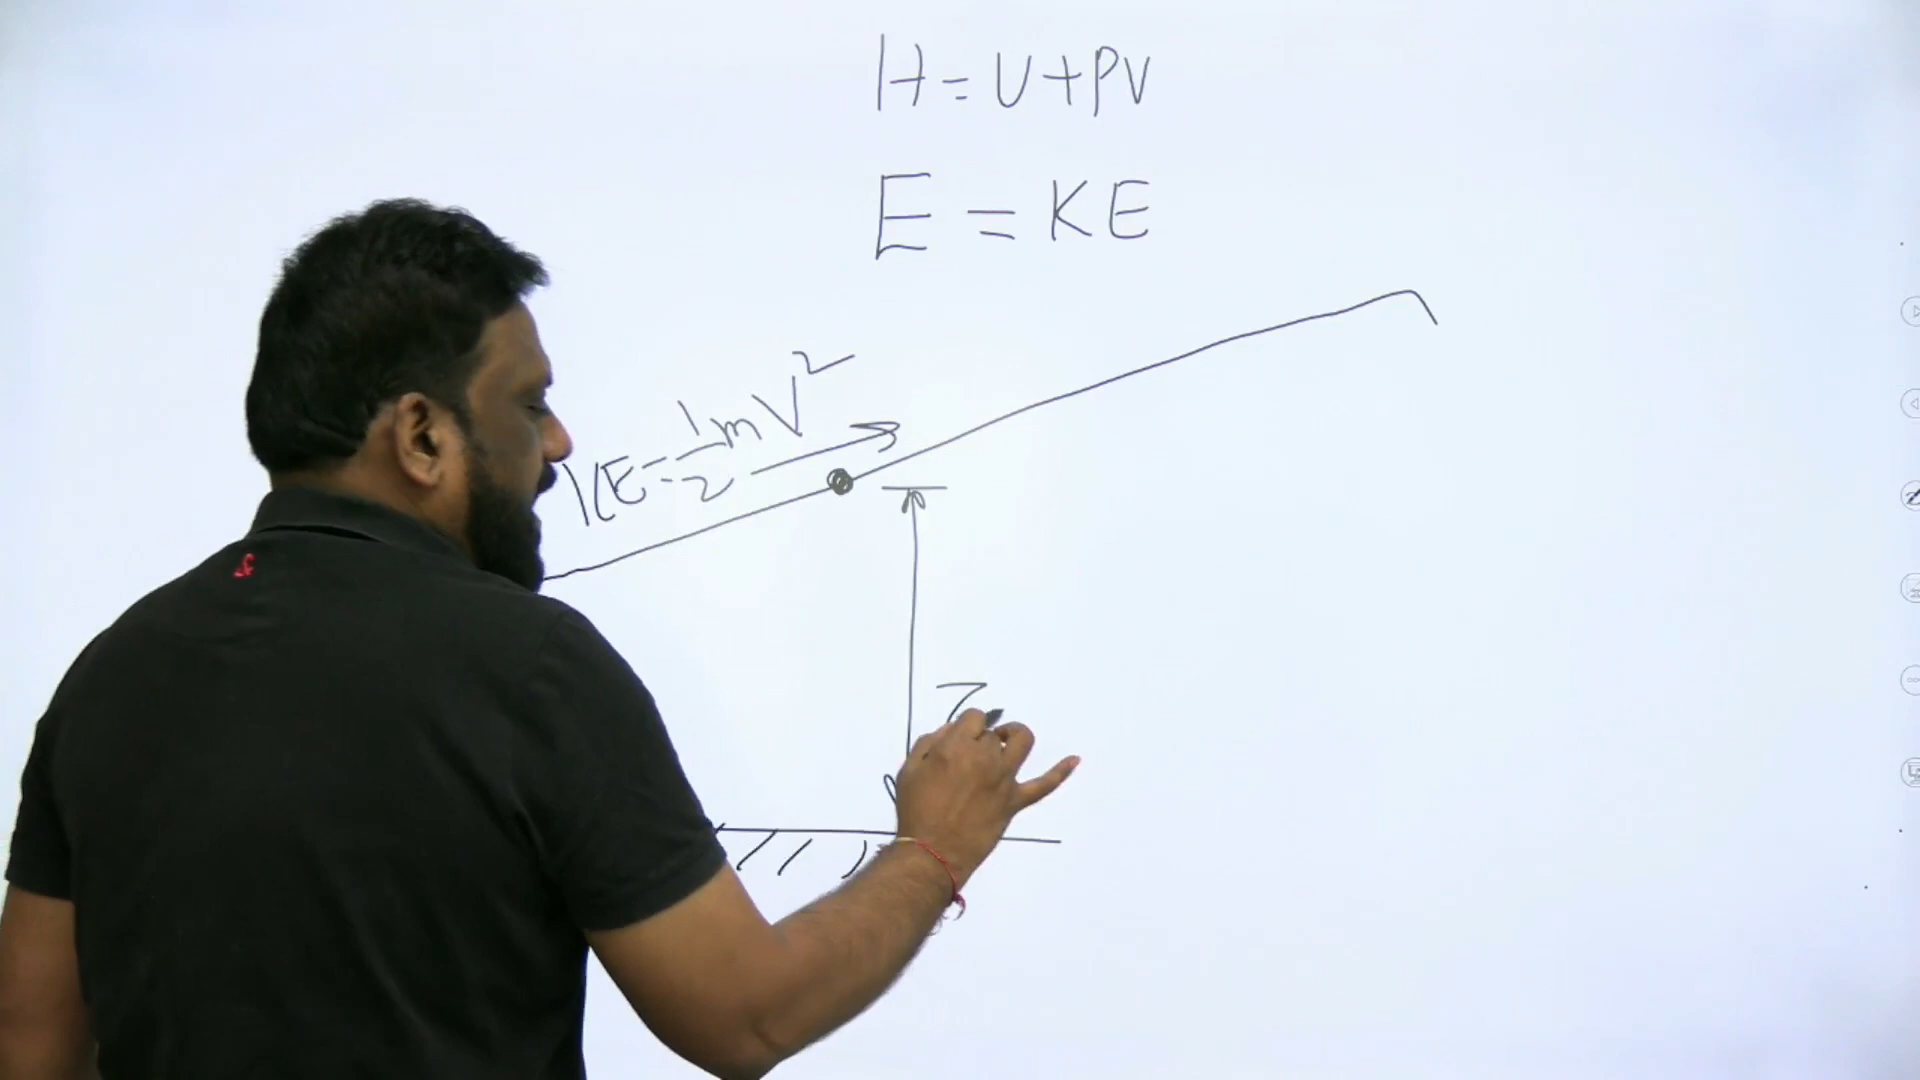 H = U + PV
E = KE
KE = 1/2 mV²
Z